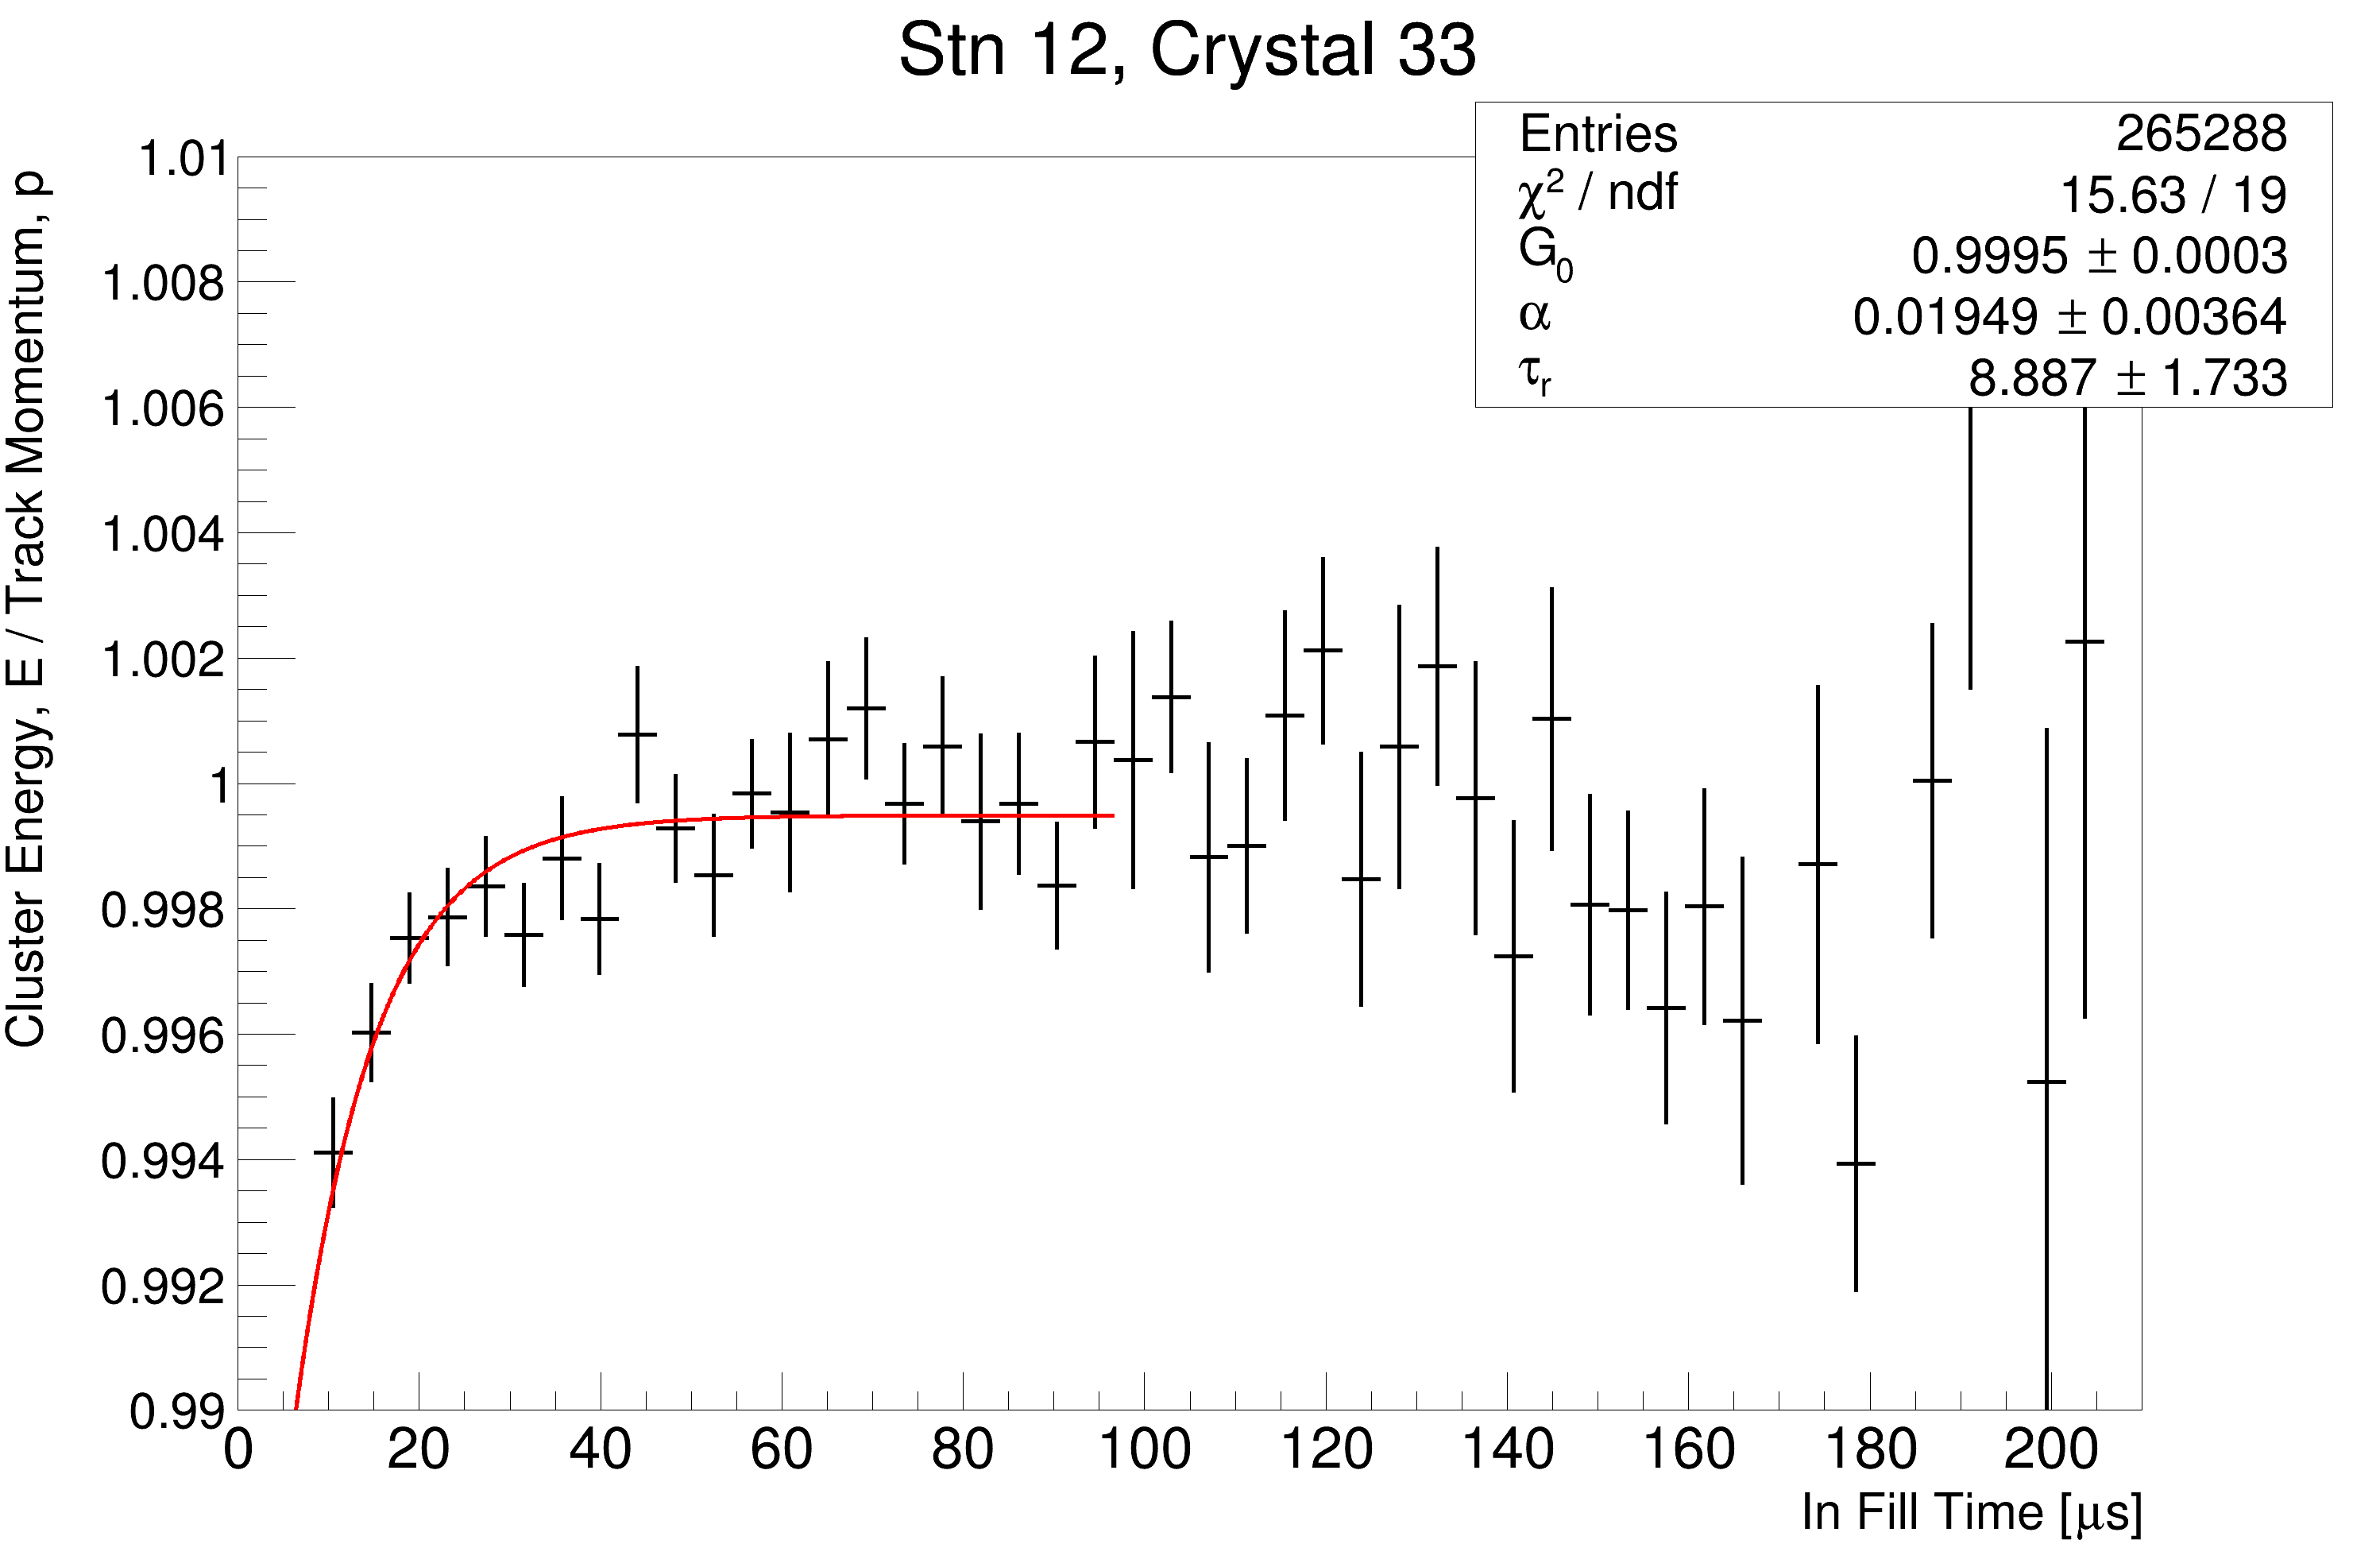 Stn 12, Crystal 33
Entries 265288
χ² / ndf 15.63 / 19
G₀ 0.9995 ± 0.0003
α 0.01949 ± 0.00364
τᵣ 8.887 ± 1.733
Cluster Energy, E / Track Momentum, p
1.01
1.008
1.006
1.004
1.002
1
0.998
0.996
0.994
0.992
0.99
0 20 40 60 80 100 120 140 160 180 200
In Fill Time [μs]